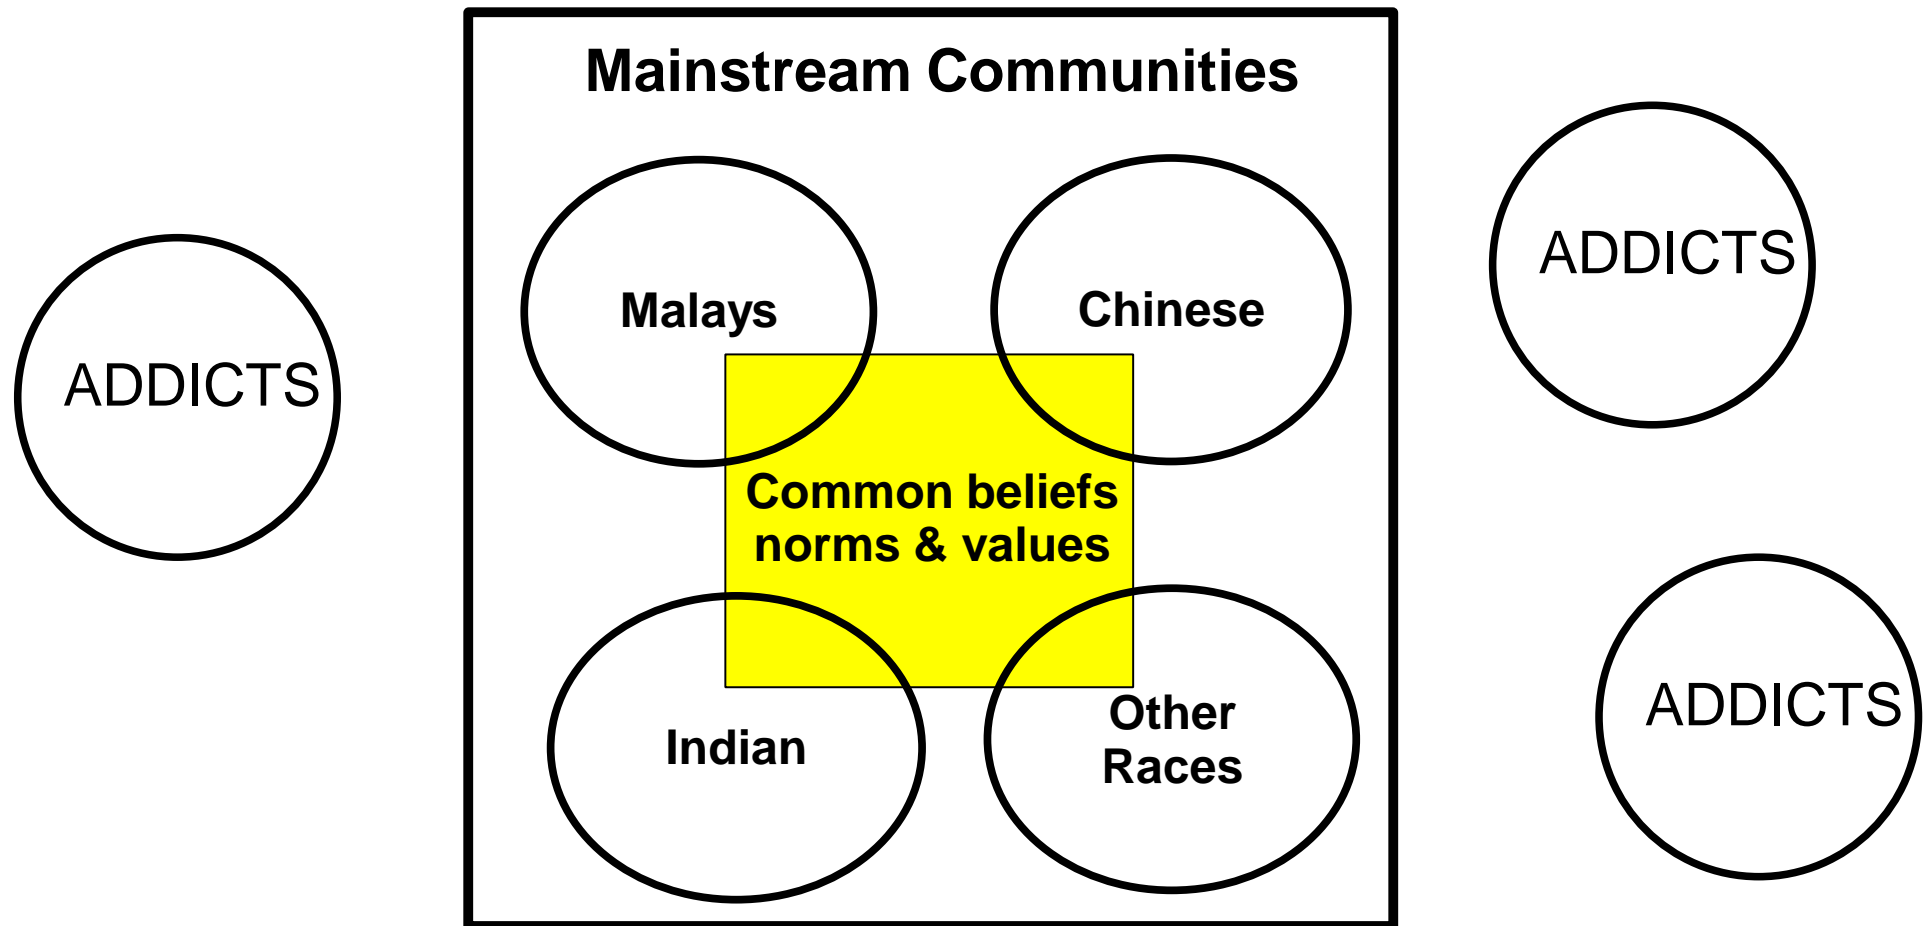 Mainstream Communities
ADDICTS
Malays
Chinese
ADDICTS
Common beliefs
norms & values
Indian
Other
Races
ADDICTS